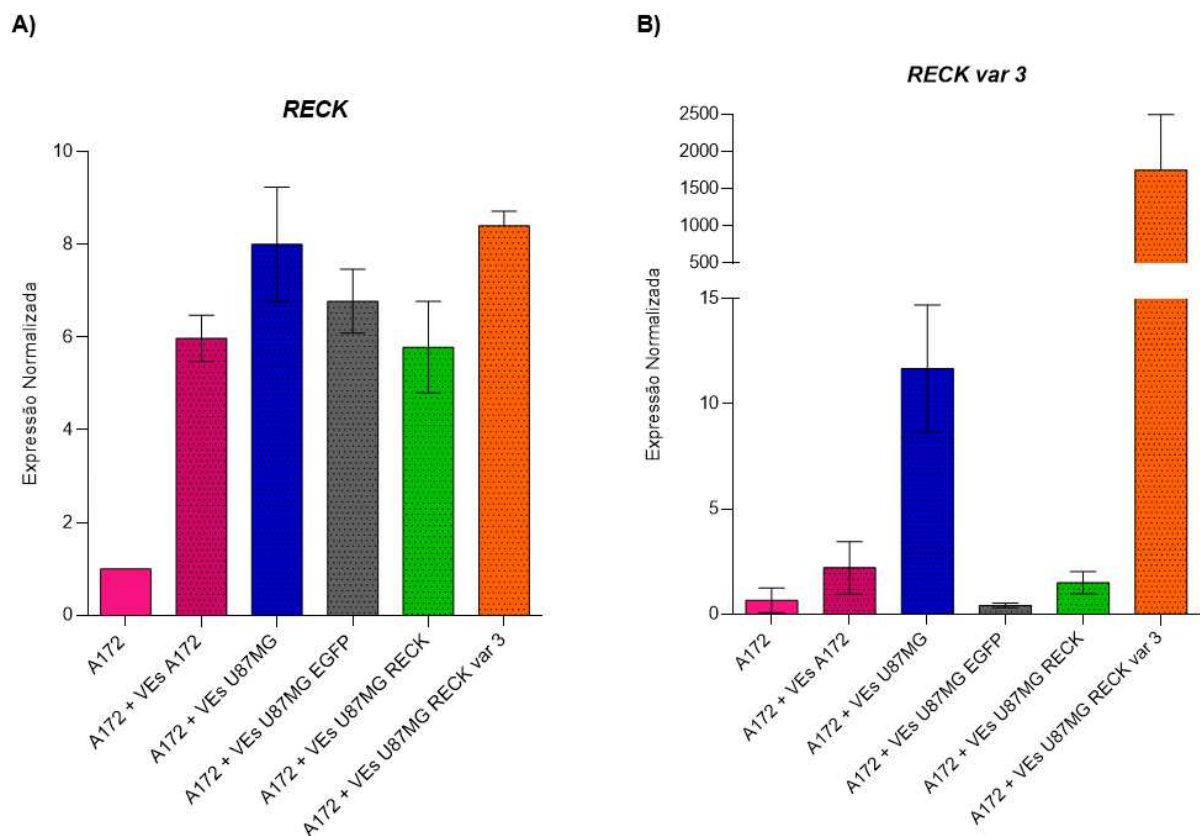 A)
RECK
Expressão Normalizada
10
8
6
4
2
0
A172
A172 + VEs A172
A172 + VEs U87MG
A172 + VEs U87MG EGFP
A172 + VEs U87MG RECK
A172 + VEs U87MG RECK var 3
B)
RECK var 3
Expressão Normalizada
2500
2000
1500
1000
500
15
10
5
0
A172
A172 + VEs A172
A172 + VEs U87MG
A172 + VEs U87MG EGFP
A172 + VEs U87MG RECK
A172 + VEs U87MG RECK var 3